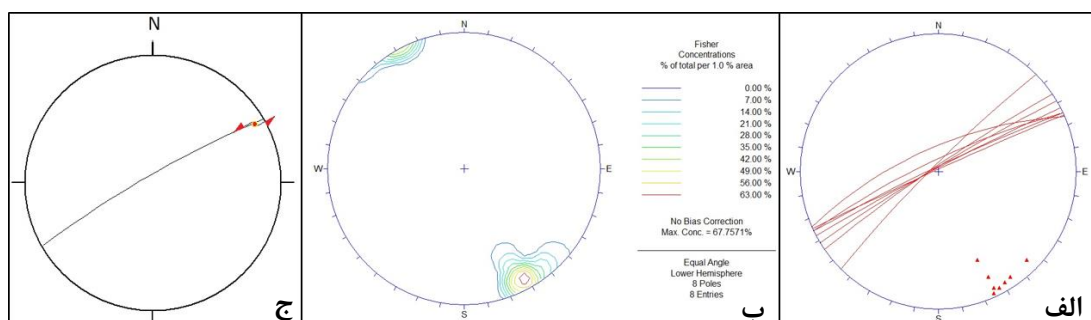 N
ج
N
W
E
S
Fisher
Concentrations
% of total per 1.0 % area
0.00 %
7.00 %
14.00 %
21.00 %
28.00 %
35.00 %
42.00 %
49.00 %
56.00 %
63.00 %
No Bias Correction
Max. Conc. = 67.7571%
Equal Angle
Lower Hemisphere
8 Poles
8 Entries
ب
N
W
E
S
الف